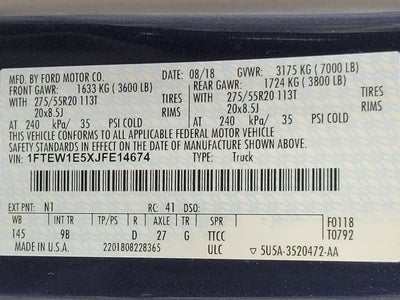 MFD. BY FORD MOTOR CO. DATE: 08/18 GVWR: 3175 KG ( 7000 LB)
FRONT GAWR: 1633 KG ( 3600 LB) REAR GAWR: 1724 KG ( 3800 LB)
WITH 275/55R20 113T TIRES WITH 275/55R20 113T TIRES
20x8.5J RIMS 20x8.5J RIMS
AT 240 kPa/ 35 PSI COLD AT 240 kPa/ 35 PSI COLD
THIS VEHICLE CONFORMS TO ALL APPLICABLE FEDERAL MOTOR VEHICLE
SAFETY STANDARDS IN EFFECT ON THE DATE OF MANUFACTURE SHOWN ABOVE.
VIN: 1FTEW1E5XJFE14674 TYPE: Truck
EXT PNT: N1 RC: 41 DSO:
WB INT TR TP/PS R AXLE TR SPR F0118
145 9B D 27 G TTCC T0792
MADE IN U.S.A. 2201808228365 ULC 5U5A-3520472-AA